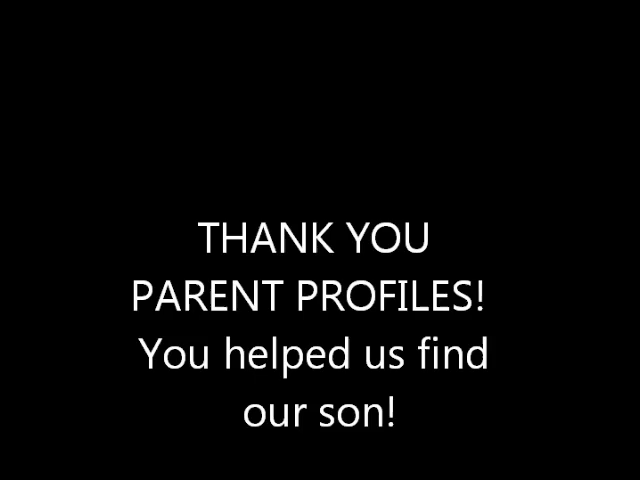 THANK YOU
PARENT PROFILES!
You helped us find
our son!